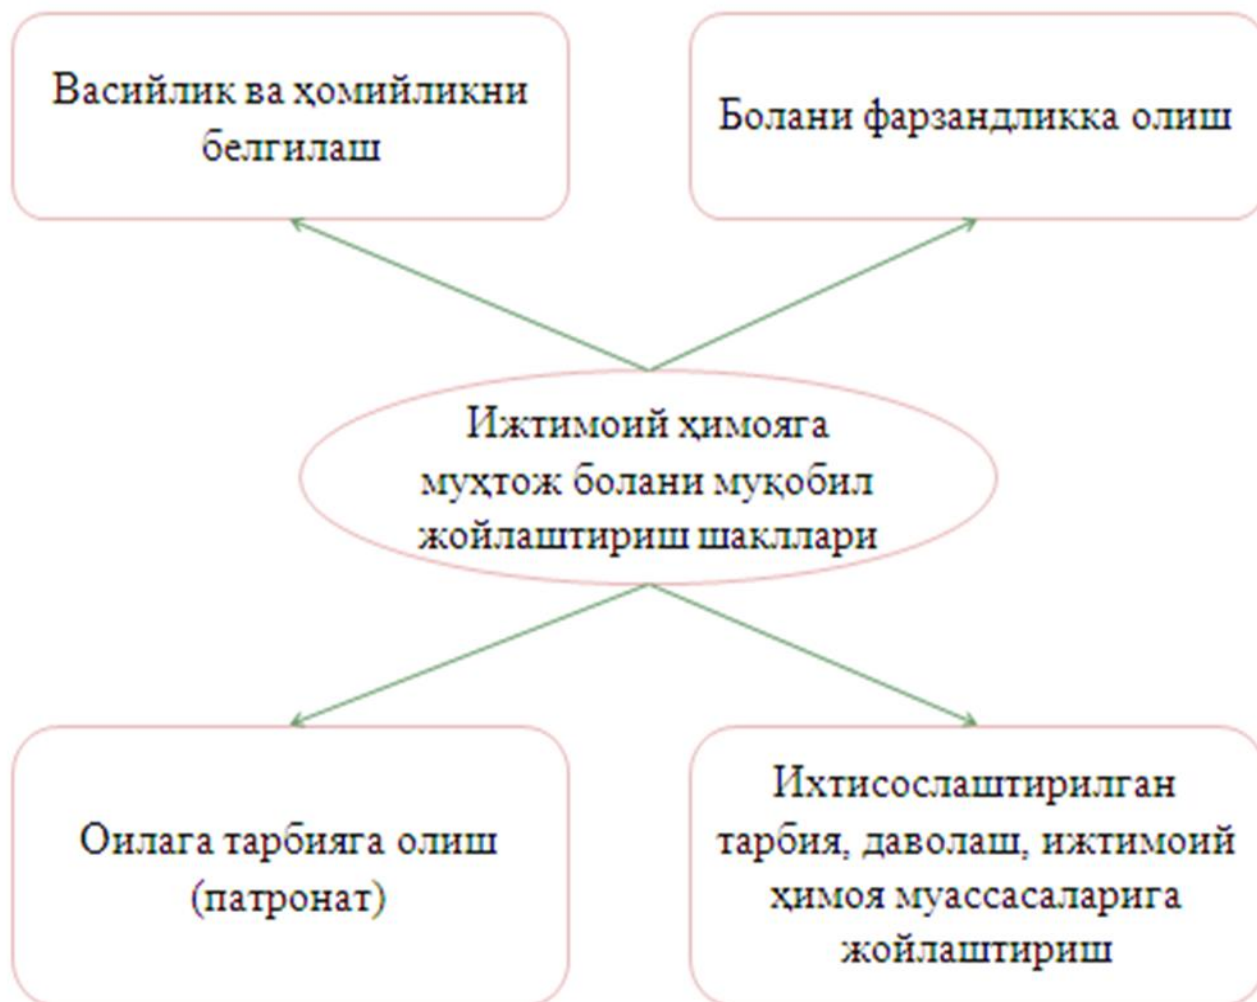 Васийлик ва ҳомийликни
белгилаш
Болани фарзандликка олиш
Ижтимоий ҳимояга
муҳтож болани муқобил
жойлаштириш шакллари
Оилага тарбияга олиш
(патронат)
Ихтисослаштирилган
тарбия, даволаш, ижтимоий
ҳимоя муассасаларига
жойлаштириш